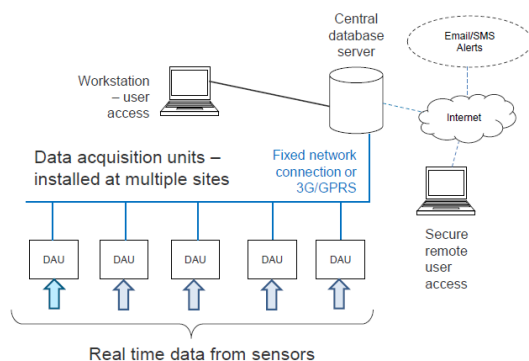 Central
database
server
Email/SMS
Alerts
Workstation
– user
access
Internet
Data acquisition units –
installed at multiple sites
Fixed network
connection or
3G/GPRS
DAU
DAU
DAU
DAU
DAU
Secure
remote
user
access
Real time data from sensors